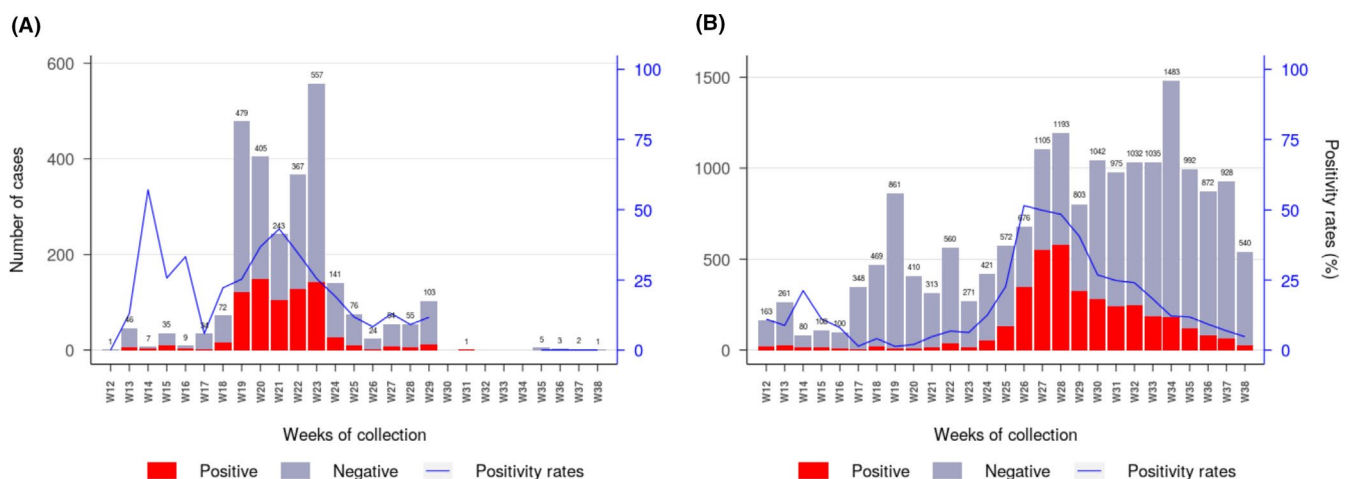 (A)
(B)
600
400
200
0
Number of cases
100
75
50
25
0
1
46
7
35
9
34
72
479
405
243
367
557
141
76
24
54
55
103
1
5
3
2
1
W12
W13
W14
W15
W16
W17
W18
W19
W20
W21
W22
W23
W24
W25
W26
W27
W28
W29
W30
W31
W32
W33
W34
W35
W36
W37
W38
Weeks of collection
Positive Negative Positivity rates
1500
1000
500
0
100
75
50
25
0
Positivity rates (%)
163
261
80
100
348
469
861
410
313
560
271
421
572
676
1105
1193
803
1042
975
1032
1035
1483
992
872
928
540
W12
W13
W14
W15
W16
W17
W18
W19
W20
W21
W22
W23
W24
W25
W26
W27
W28
W29
W30
W31
W32
W33
W34
W35
W36
W37
W38
Weeks of collection
Positive Negative Positivity rates